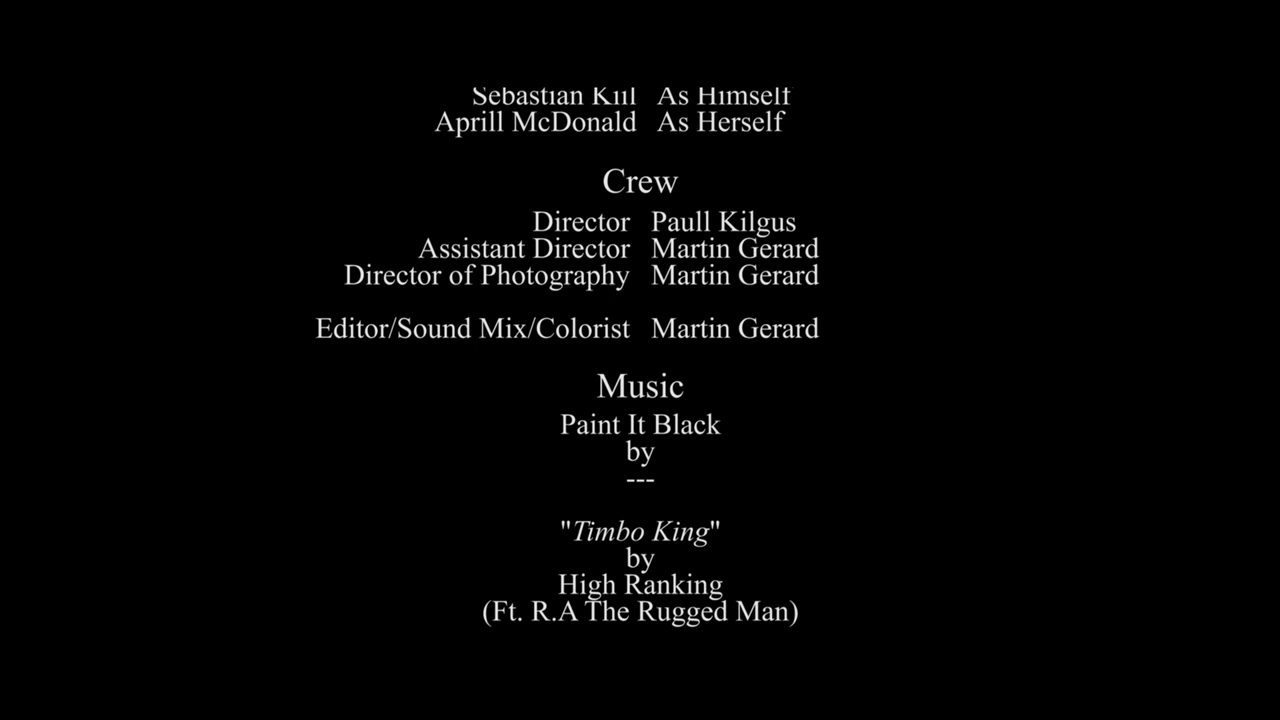 Sebastian Kiil As Himself
Aprill McDonald As Herself
Crew
Director Paull Kilgus
Assistant Director Martin Gerard
Director of Photography Martin Gerard
Editor/Sound Mix/Colorist Martin Gerard
Music
Paint It Black
by
---
"Timbo King"
by
High Ranking
(Ft. R.A The Rugged Man)